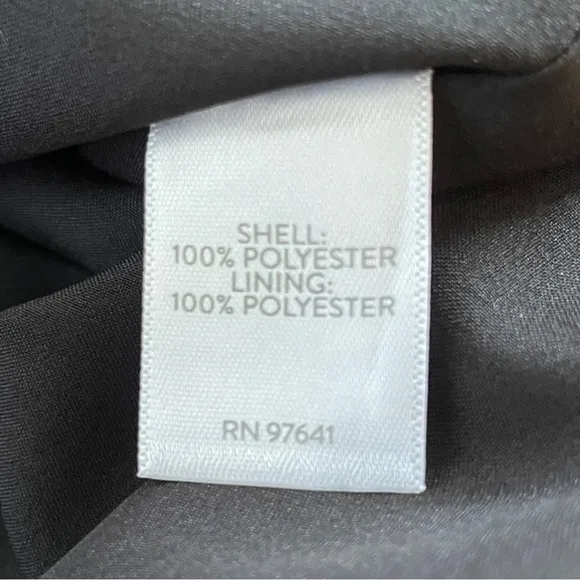 SHELL:
100% POLYESTER
LINING:
100% POLYESTER
RN 97641